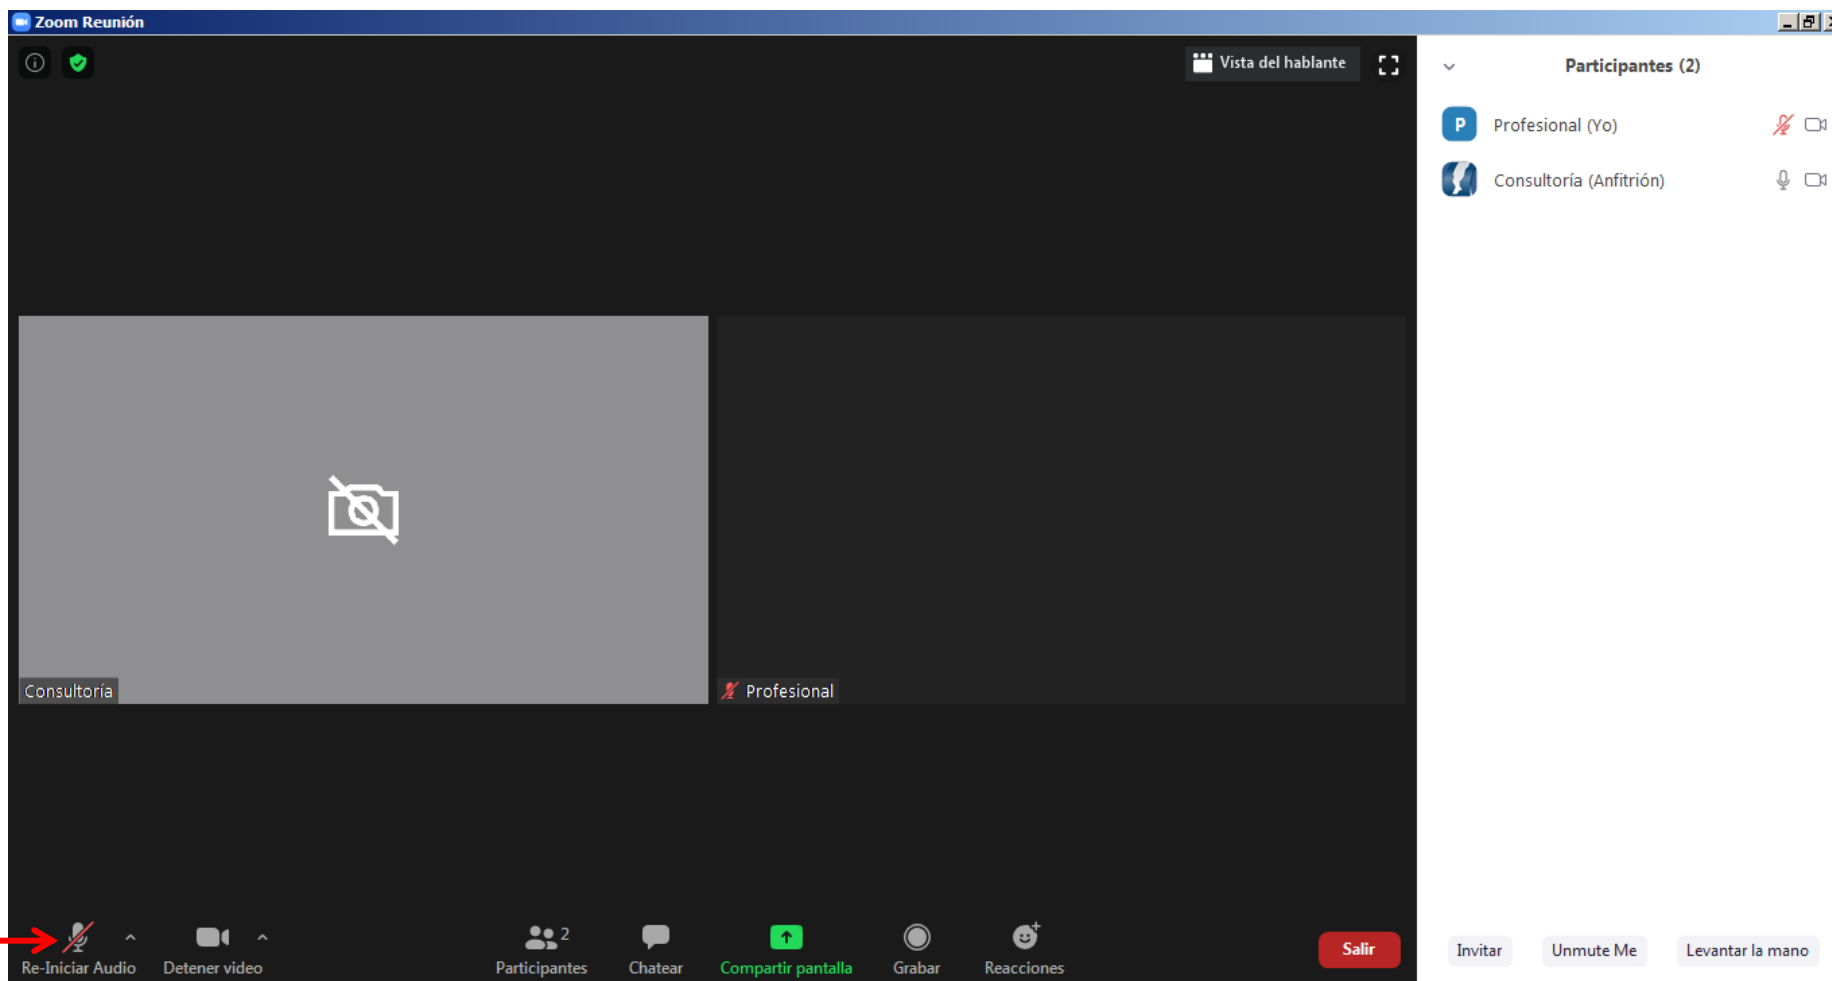 Zoom Reunión
Vista del hablante
Participantes (2)
P
Profesional (Yo)
Consultoría (Anfitrión)
Consultoría
Profesional
2
Re-Iniciar Audio
Detener video
Participantes
Chatear
Compartir pantalla
Grabar
Reacciones
Salir
Invitar
Unmute Me
Levantar la mano